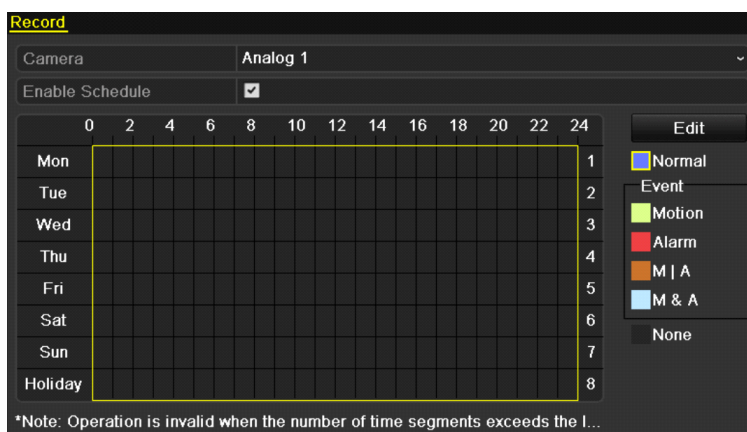 Record
Camera Analog 1
Enable Schedule
0 2 4 6 8 10 12 14 16 18 20 22 24 Edit
Mon 1 Normal
Event
Tue 2 Motion
Wed 3
Alarm
Thu 4
M | A
Fri 5
M & A
Sat 6
None
Sun 7
Holiday 8
*Note: Operation is invalid when the number of time segments exceeds the l...